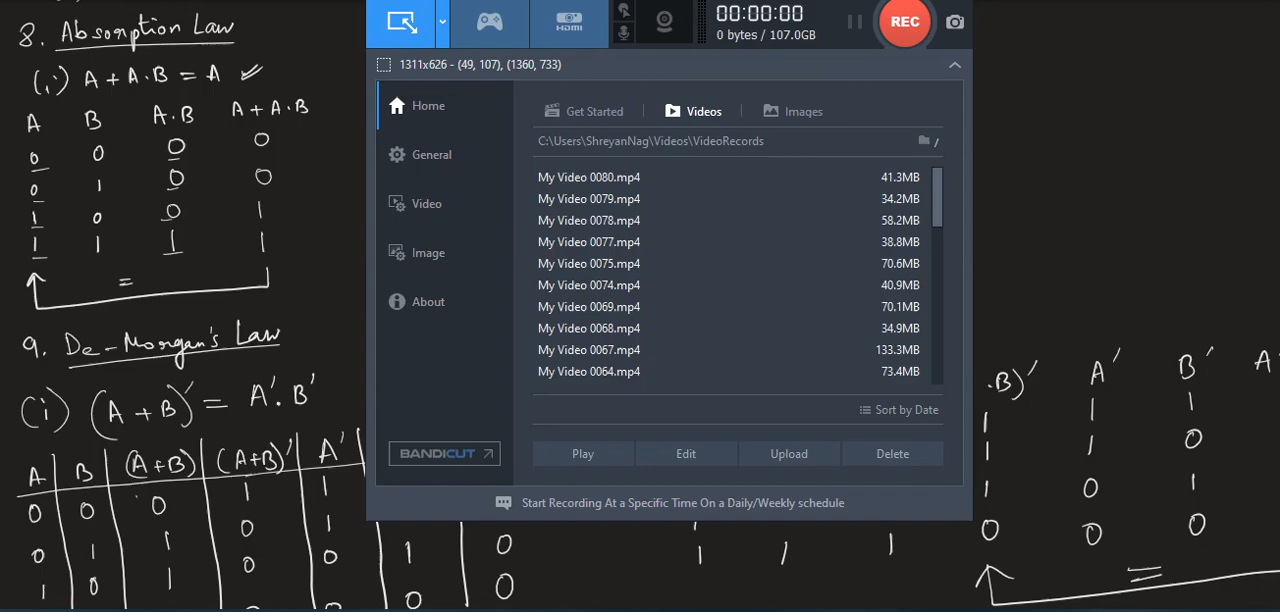 8. Absorption Law
(i) A + A.B = A ✓
A B A.B A + A.B
0 0 0 0
0 1 0 0
1 0 0 1
1 1 1 1
=
9. De-Morgan's Law
(i) (A + B)' = A'. B'
A B (A+B) (A+B)' A'
0 0 0 1 1
0 1 1 0 1
1 0 1 0 0
1 0
0 0
1 1 1
.B)' A' B' A
1 1 1
1 1 0
1 0 1
0 0 0
=
HDMI
00:00:00
0 bytes / 107.0GB
REC
1311x626 - (49, 107), (1360, 733)
Home
General
Video
Image
About
BANDICUT
Get Started
Videos
Images
C:\Users\ShreyanNag\Videos\VideoRecords
/
My Video 0080.mp4 41.3MB
My Video 0079.mp4 34.2MB
My Video 0078.mp4 58.2MB
My Video 0077.mp4 38.8MB
My Video 0075.mp4 70.6MB
My Video 0074.mp4 40.9MB
My Video 0069.mp4 70.1MB
My Video 0068.mp4 34.9MB
My Video 0067.mp4 133.3MB
My Video 0064.mp4 73.4MB
Sort by Date
Play Edit Upload Delete
Start Recording At a Specific Time On a Daily/Weekly schedule